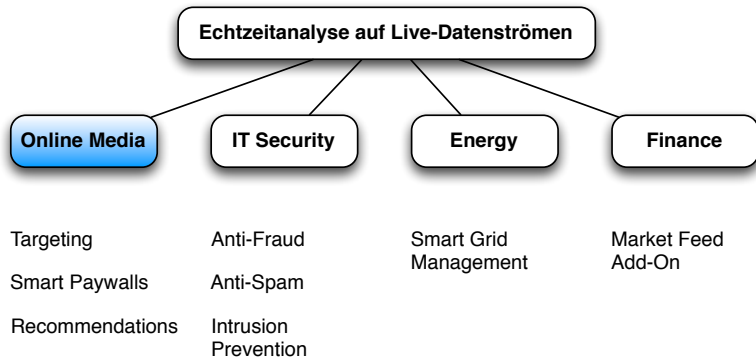 Echtzeitanalyse auf Live-Datenströmen
Online Media
IT Security
Energy
Finance
Targeting
Smart Paywalls
Recommendations
Anti-Fraud
Anti-Spam
Intrusion
Prevention
Smart Grid
Management
Market Feed
Add-On